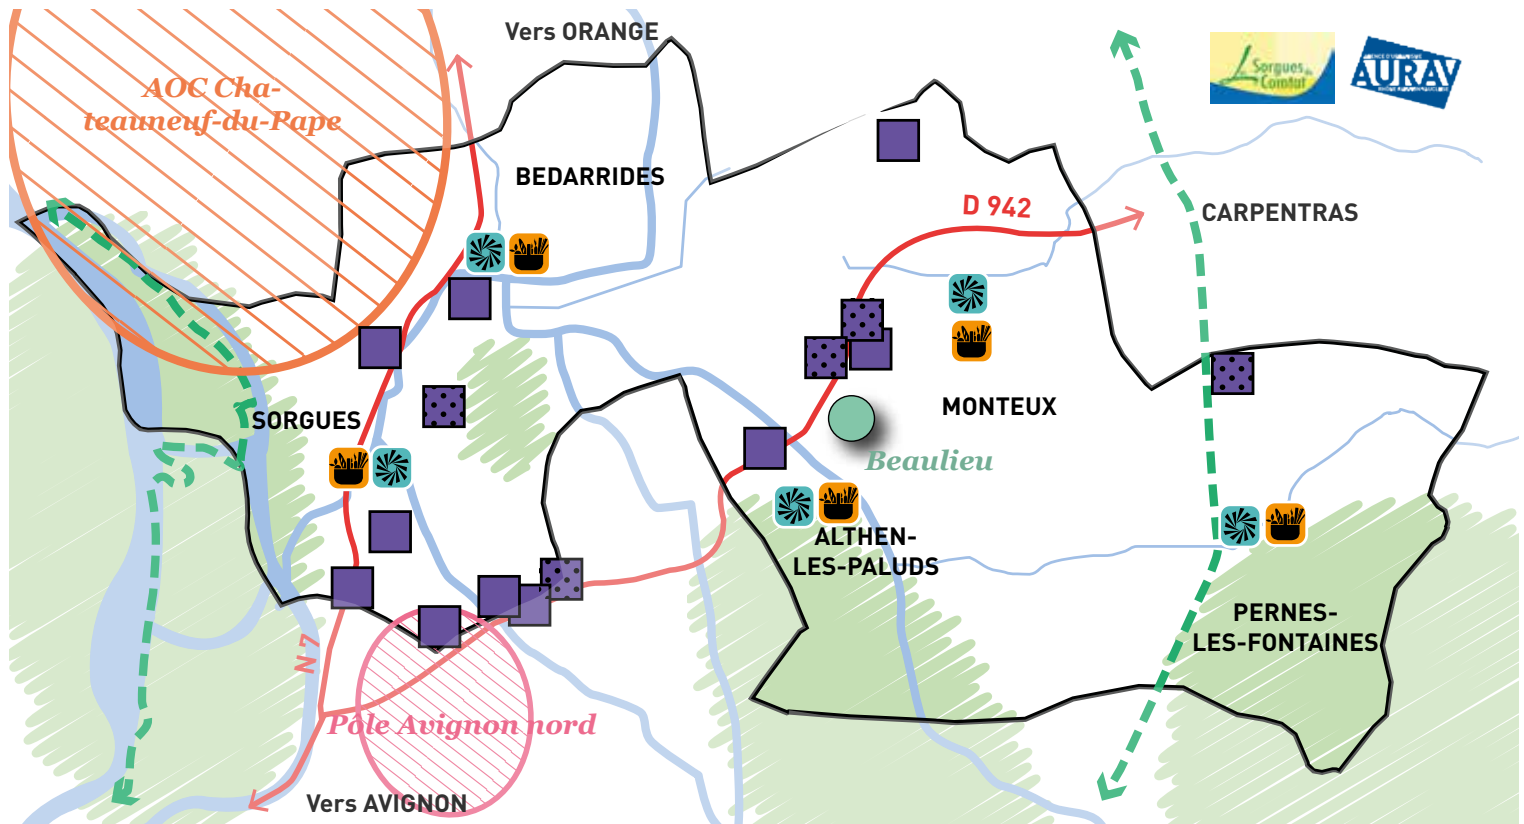 Vers ORANGE
AOC Cha-
teauneuf-du-Pape
Sorgues du
Comtat
AURAV
BEDARRIDES
D 942
CARPENTRAS
SORGUES
MONTEUX
Beaulieu
ALTHEN-
LES-PALUDS
PERNES-
LES-FONTAINES
N 7
Pôle Avignon nord
Vers AVIGNON